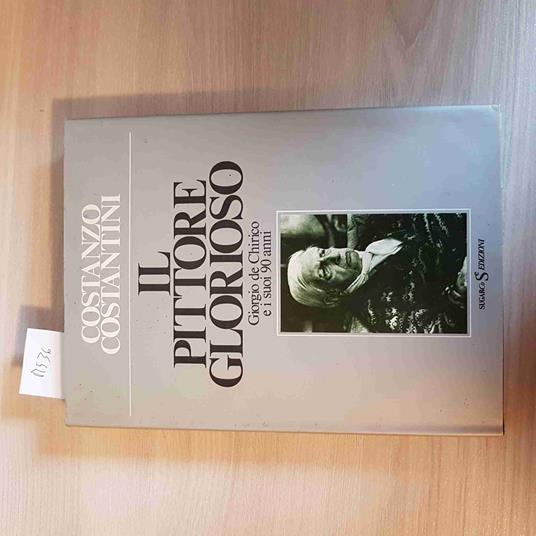 COSTANZO
COSTANTINI
IL
PITTORE
GLORIOSO
Giorgio de Chirico
e i suoi 90 anni
SUGARCo S EDIZIONI